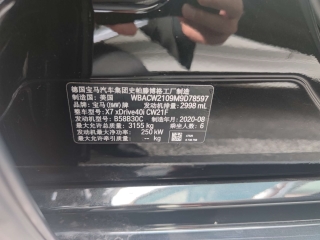 德国宝马汽车集团史帕腾博格工厂制造
制造国：美国 WBACW2109M9D78597
品牌：宝马(BMW)牌 发动机排量：2998 mL
整车型号：X7 xDrive40i CW21F
发动机型号：B58B30C 制造年月：2020-08
最大允许总质量：3155 kg 乘坐人数：6
发动机最大净功率：250 kW
最大允许牵引质量：-- kg